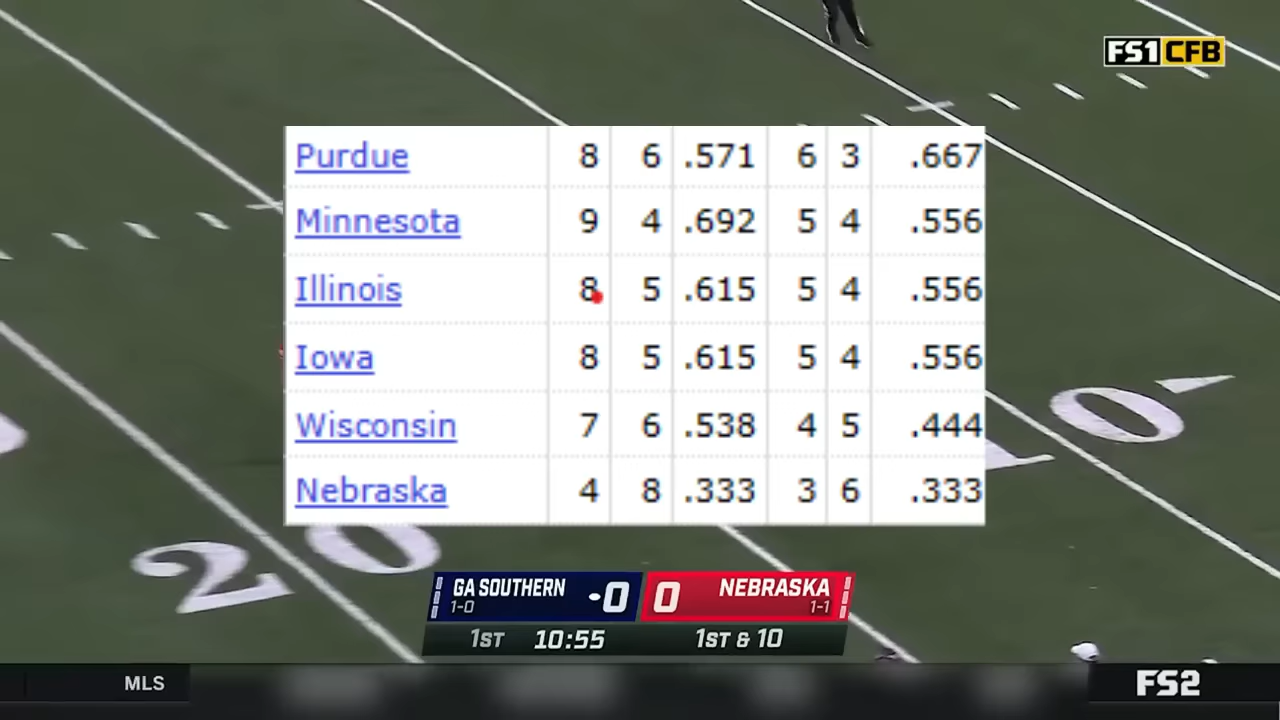 FS1 CFB
Purdue 8 6 .571 6 3 .667
Minnesota 9 4 .692 5 4 .556
Illinois 8 5 .615 5 4 .556
Iowa 8 5 .615 5 4 .556
Wisconsin 7 6 .538 4 5 .444
Nebraska 4 8 .333 3 6 .333
20
10
GA SOUTHERN 0 0 NEBRASKA
1-0 1-1
1ST 10:55 1ST & 10
MLS FS2